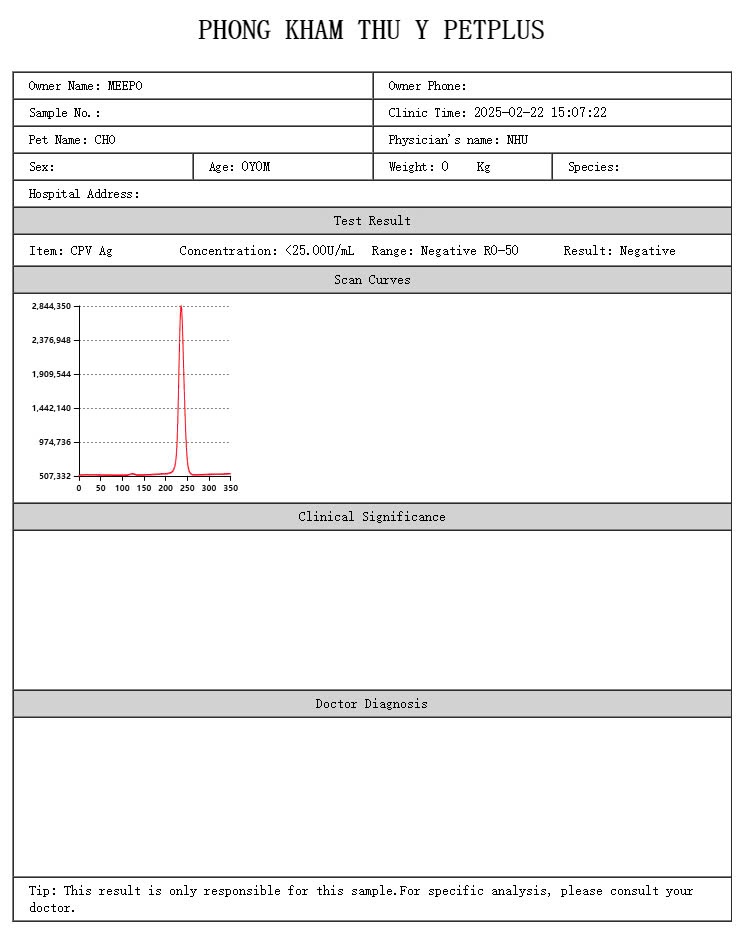 PHONG KHAM THU Y PETPLUS
Owner Name: MEEPO
Owner Phone:
Sample No.:
Clinic Time: 2025-02-22 15:07:22
Pet Name: CHO
Physician's name: NHU
Sex:
Age: 0Y0M
Weight: 0 Kg
Species:
Hospital Address:
Test Result
Item: CPV Ag
Concentration: <25.00U/mL
Range: Negative R0-50
Result: Negative
Scan Curves
2,844,350
2,376,948
1,909,544
1,442,140
974,736
507,332
0 50 100 150 200 250 300 350
Clinical Significance
Doctor Diagnosis
Tip: This result is only responsible for this sample.For specific analysis, please consult your
doctor.